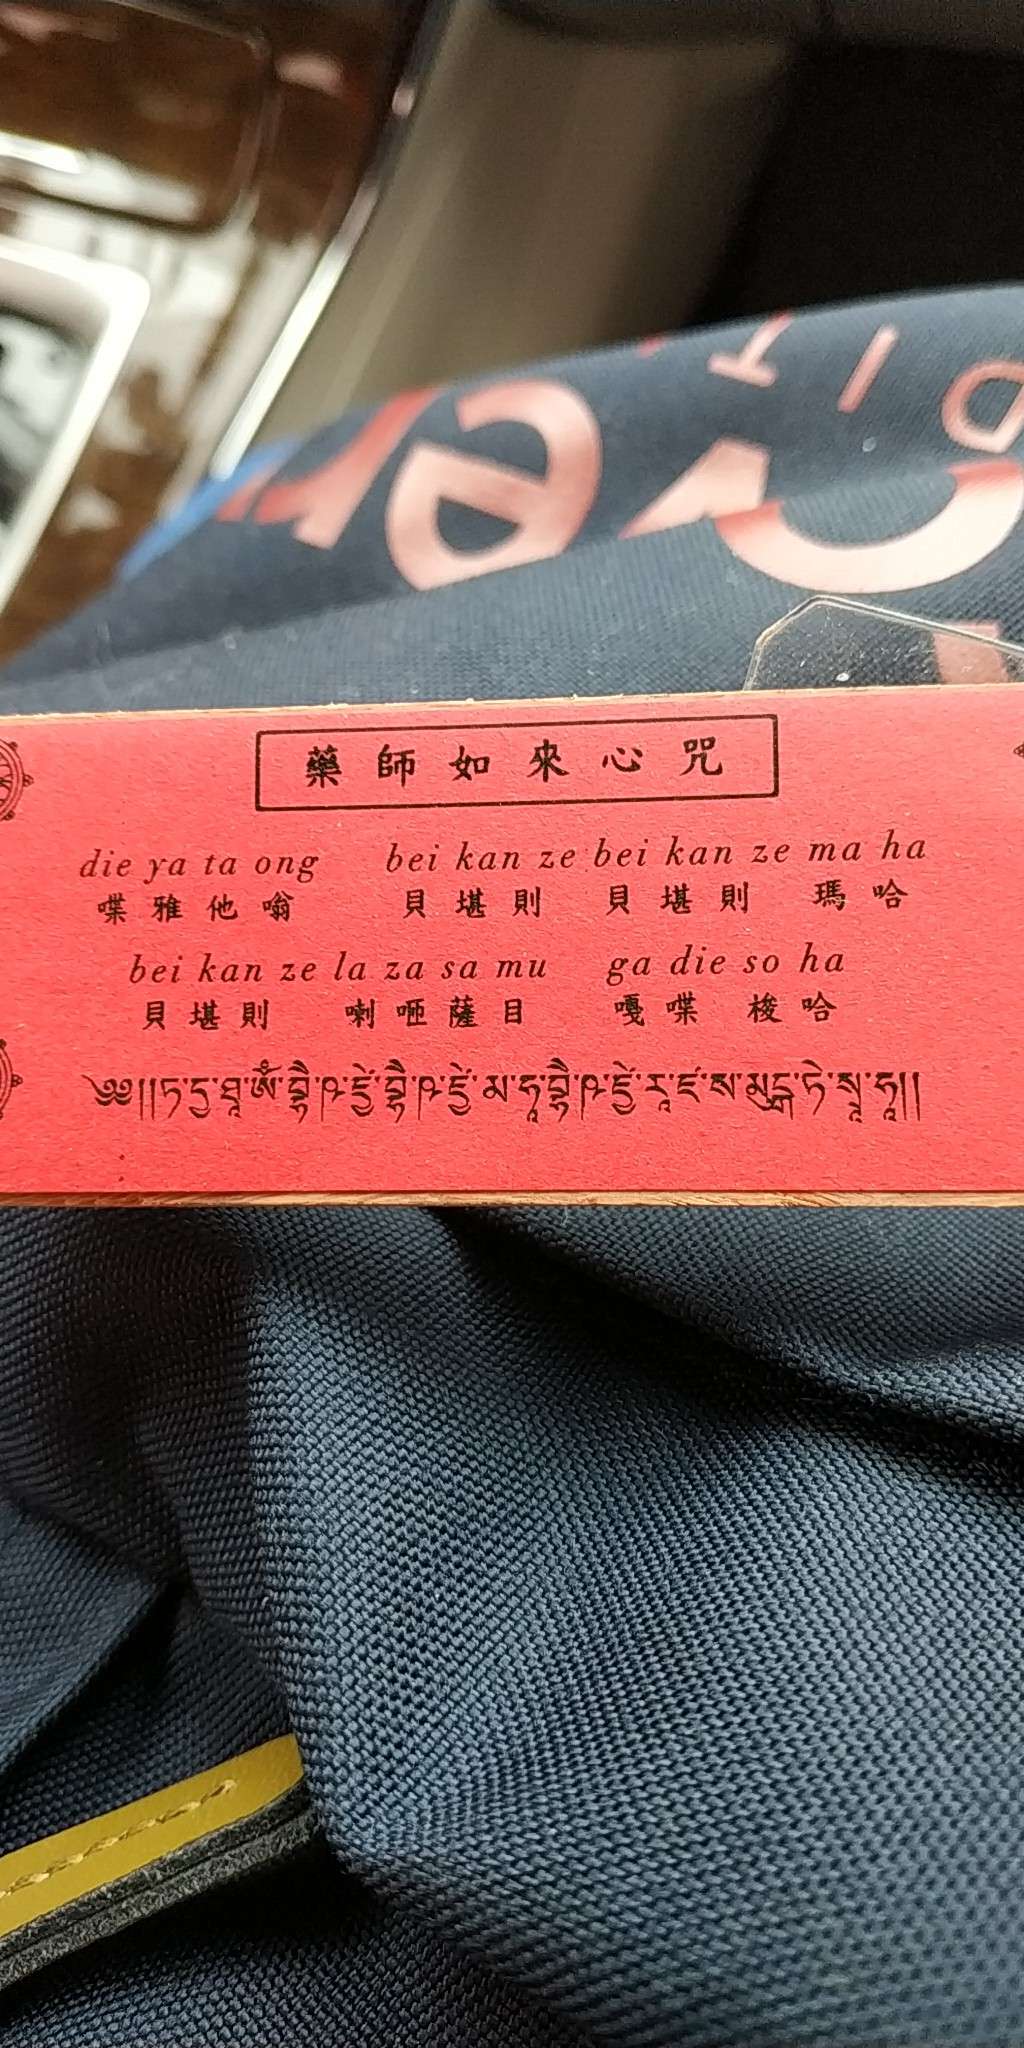 藥師如來心咒
die ya ta ong bei kan ze bei kan ze ma ha
喋雅他嗡 貝堪則 貝堪則 瑪哈
bei kan ze la za sa mu ga die so ha
貝堪則 喇咂薩目 嘎喋 梭哈
༄༅།།ཏ་དྱ་ཐཱ་ༀ་བྷཻ་ཥ་ཛྱེ་བྷཻ་ཥ་ཛྱེ་མ་ཧཱ་བྷཻ་ཥ་ཛྱེ་རཱ་ཛ་ས་མུདྒ་ཏེ་སྭཱ་ཧཱ།།